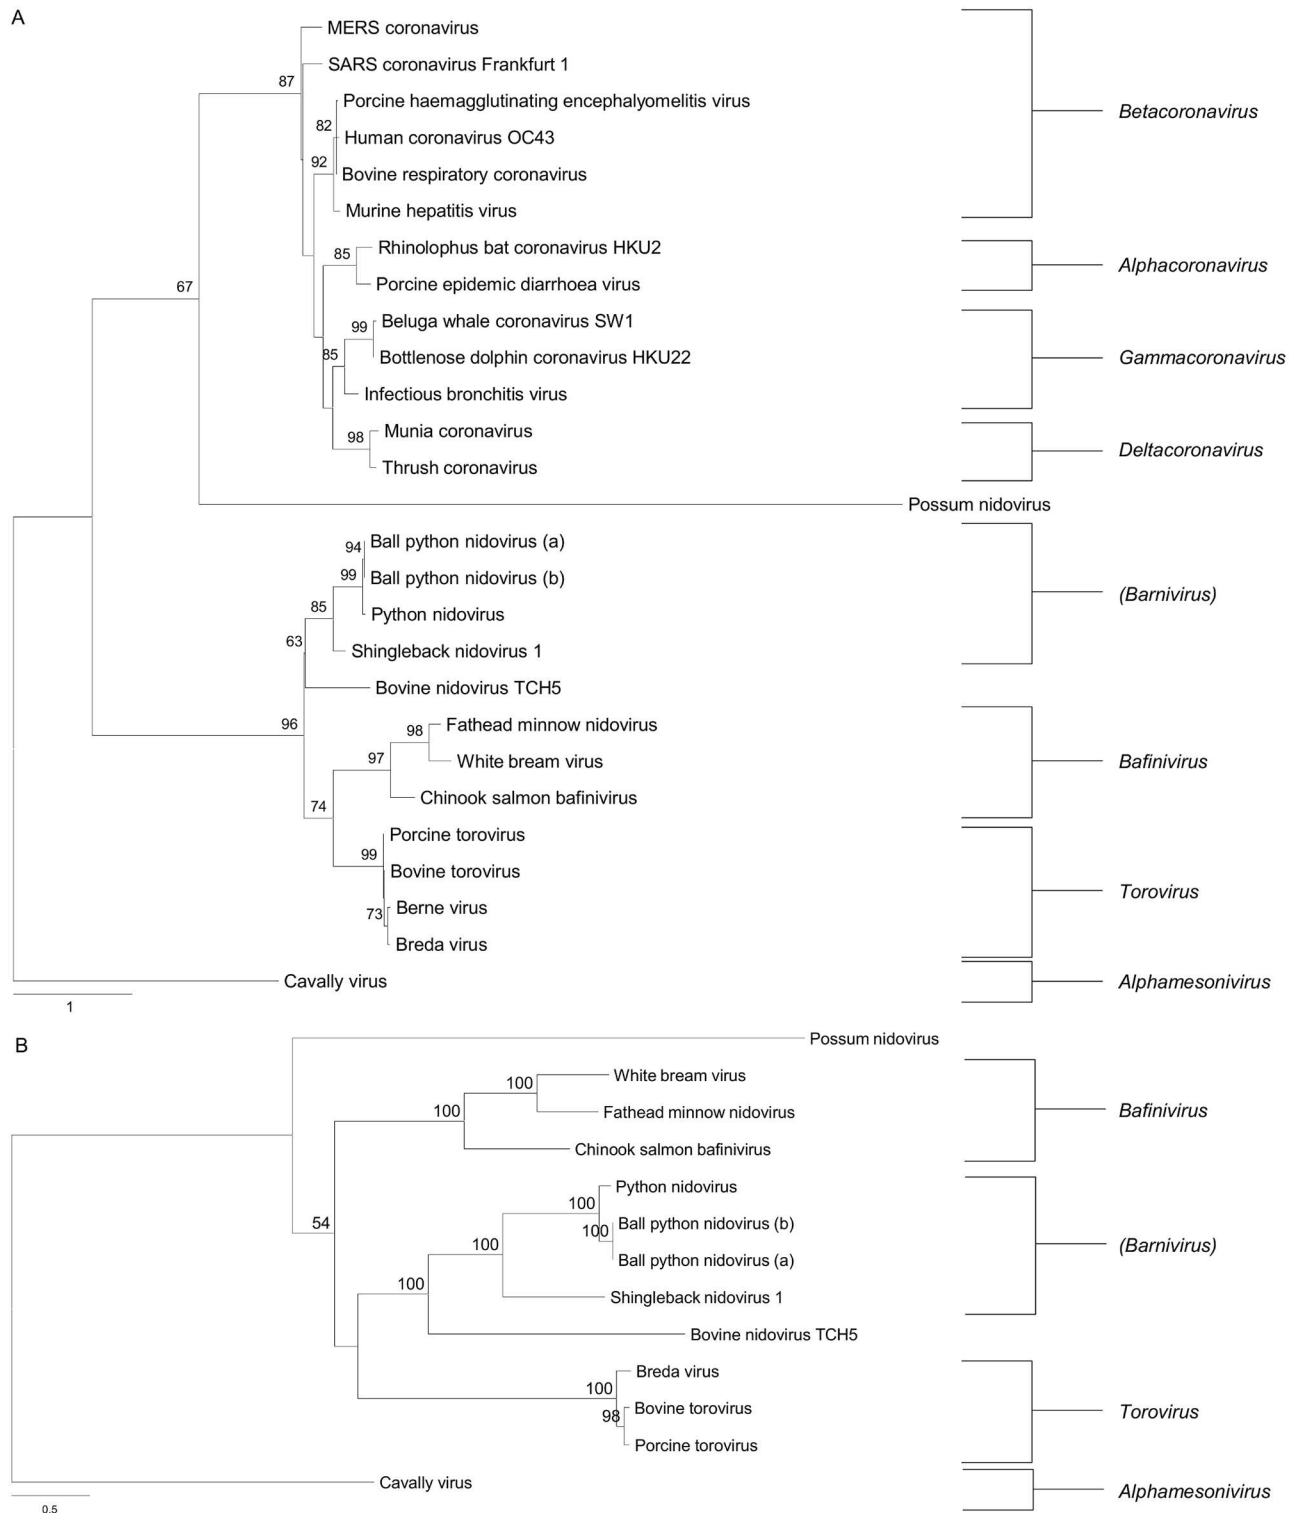 A
MERS coronavirus
SARS coronavirus Frankfurt 1
87
Porcine haemagglutinating encephalyomelitis virus
Betacoronavirus
82
Human coronavirus OC43
92
Bovine respiratory coronavirus
Murine hepatitis virus
Rhinolophus bat coronavirus HKU2
85
Alphacoronavirus
Porcine epidemic diarrhoea virus
Beluga whale coronavirus SW1
99
85
Bottlenose dolphin coronavirus HKU22
Gammacoronavirus
Infectious bronchitis virus
Munia coronavirus
98
Deltacoronavirus
Thrush coronavirus
67
Possum nidovirus
Ball python nidovirus (a)
94
99
Ball python nidovirus (b)
(Barnivirus)
85
Python nidovirus
63
Shingleback nidovirus 1
Bovine nidovirus TCH5
96
Fathead minnow nidovirus
98
97
White bream virus
Bafinivirus
Chinook salmon bafinivirus
74
Porcine torovirus
99
Bovine torovirus
Torovirus
73
Berne virus
Breda virus
Cavally virus
Alphamesonivirus
1
B
Possum nidovirus
White bream virus
100
100
Fathead minnow nidovirus
Bafinivirus
Chinook salmon bafinivirus
Python nidovirus
100
54
100
Ball python nidovirus (b)
100
(Barnivirus)
Ball python nidovirus (a)
100
Shingleback nidovirus 1
Bovine nidovirus TCH5
Breda virus
100
98
Bovine torovirus
Torovirus
Porcine torovirus
Cavally virus
Alphamesonivirus
0.5